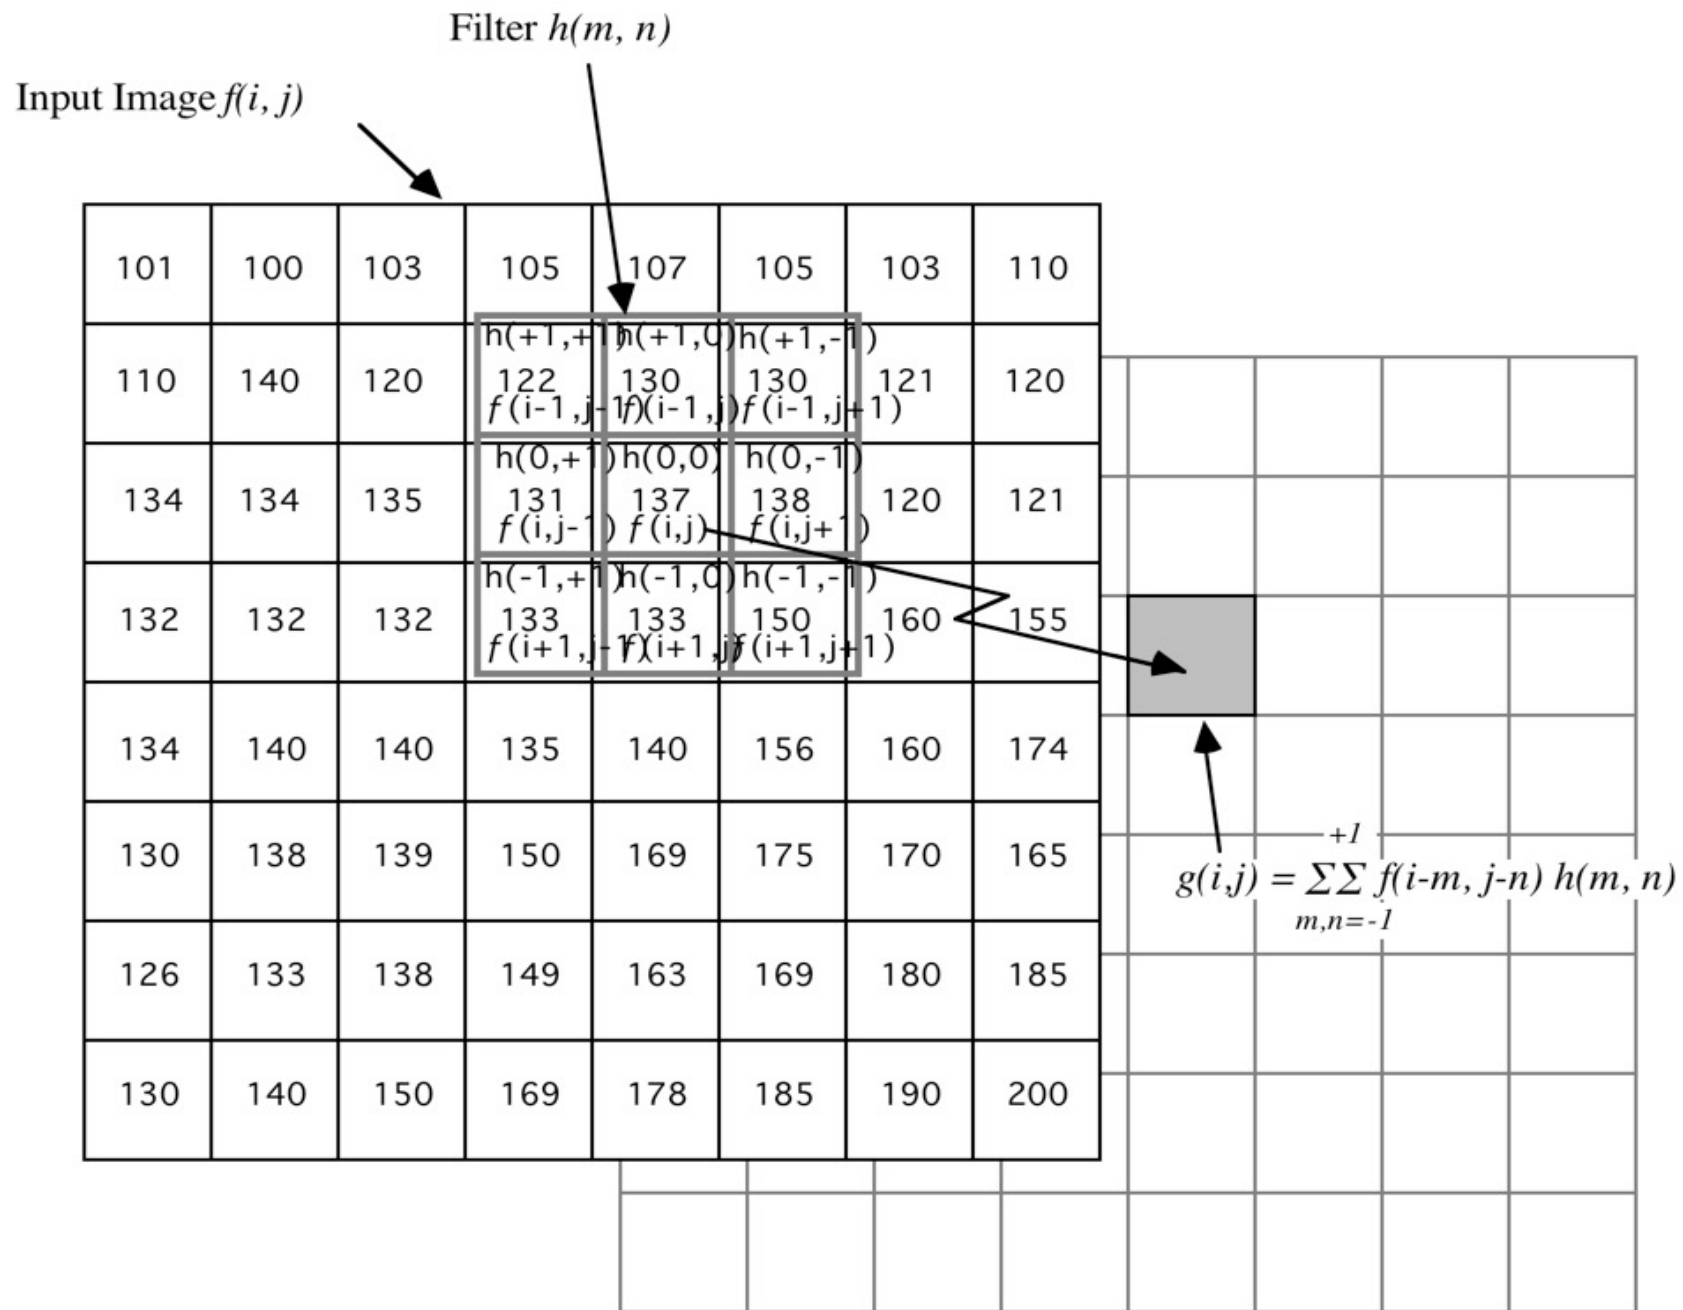 Filter h(m, n)
Input Image f(i, j)
101 100 103 105 107 105 103 110
h(+1,+1) h(+1,0) h(+1,-1)
110 140 120 122 130 130 121 120
f(i-1,j-1) f(i-1,j) f(i-1,j+1)
h(0,+1) h(0,0) h(0,-1)
134 134 135 131 137 138 120 121
f(i,j-1) f(i,j) f(i,j+1)
h(-1,+1) h(-1,0) h(-1,-1)
132 132 132 133 133 150 160 155
f(i+1,j-1) f(i+1,j) f(i+1,j+1)
134 140 140 135 140 156 160 174
130 138 139 150 169 175 170 165
+1
g(i,j) = ΣΣ f(i-m, j-n) h(m, n)
m,n=-1
126 133 138 149 163 169 180 185
130 140 150 169 178 185 190 200